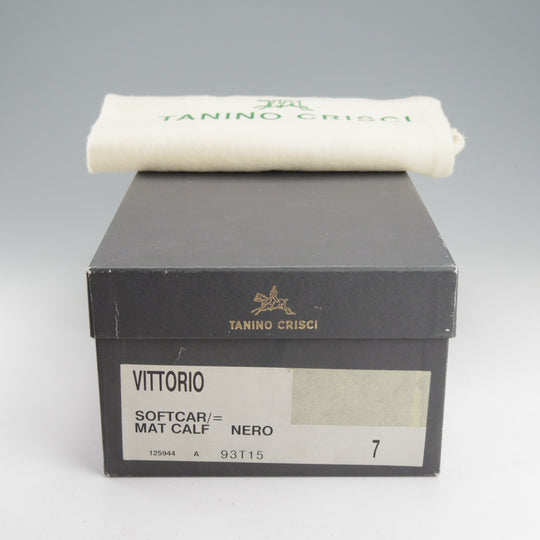 TANINO CRISCI
TANINO CRISCI
VITTORIO
SOFTCAR/=
MAT CALF NERO
125944 A 93T15
7